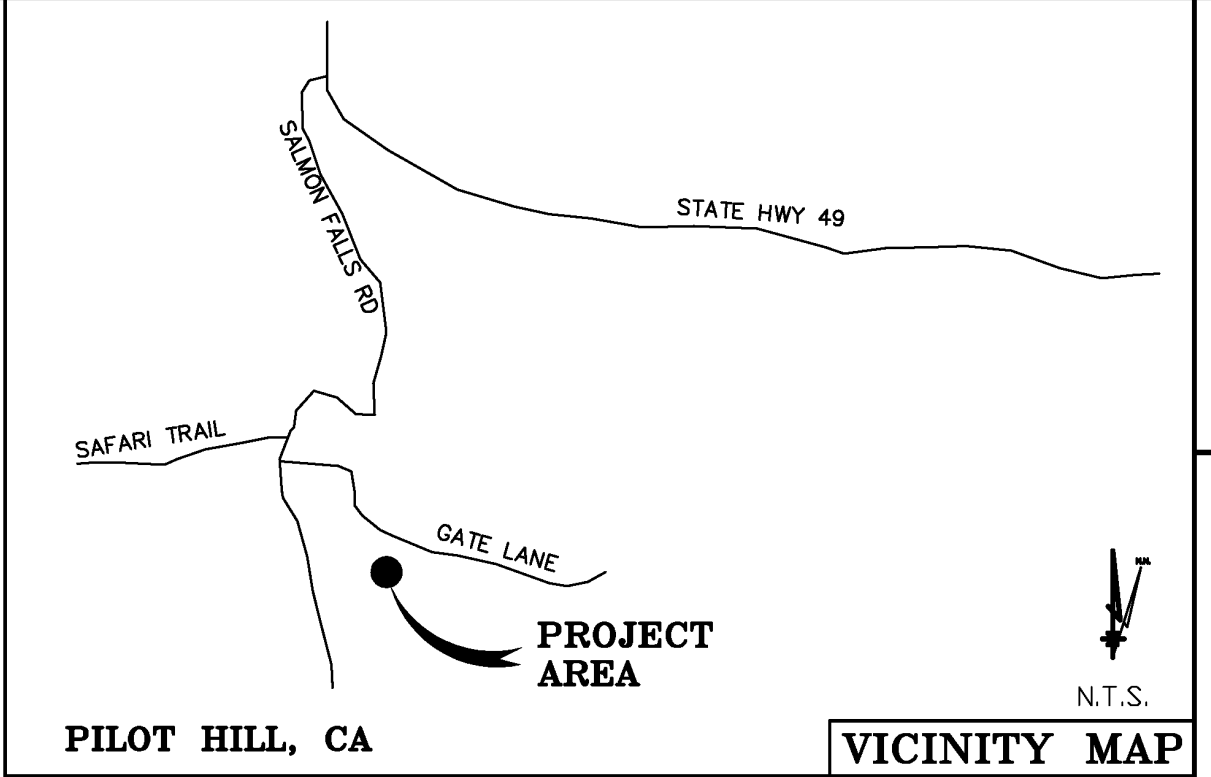 SALMON FALLS RD
STATE HWY 49
SAFARI TRAIL
GATE LANE
PROJECT
AREA
N.T.S.
PILOT HILL, CA
VICINITY MAP